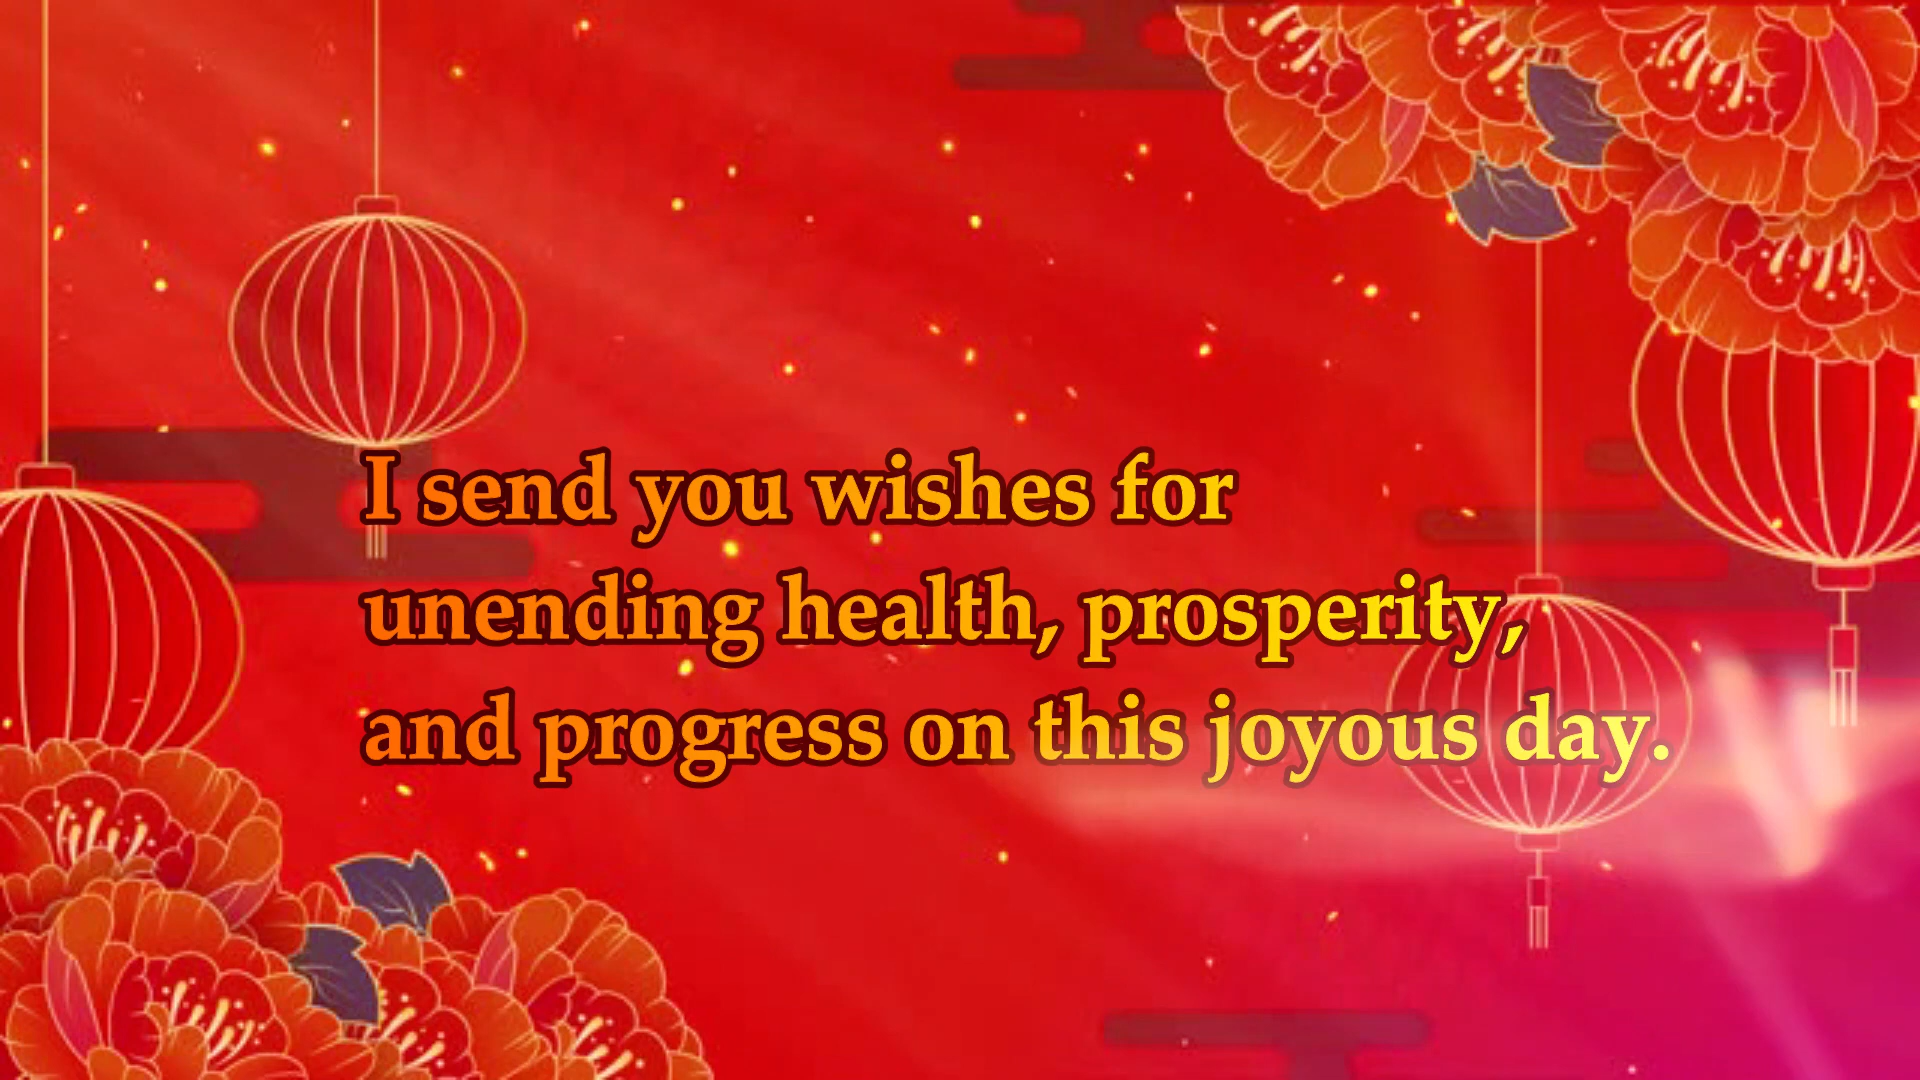 I send you wishes for
unending health, prosperity,
and progress on this joyous day.